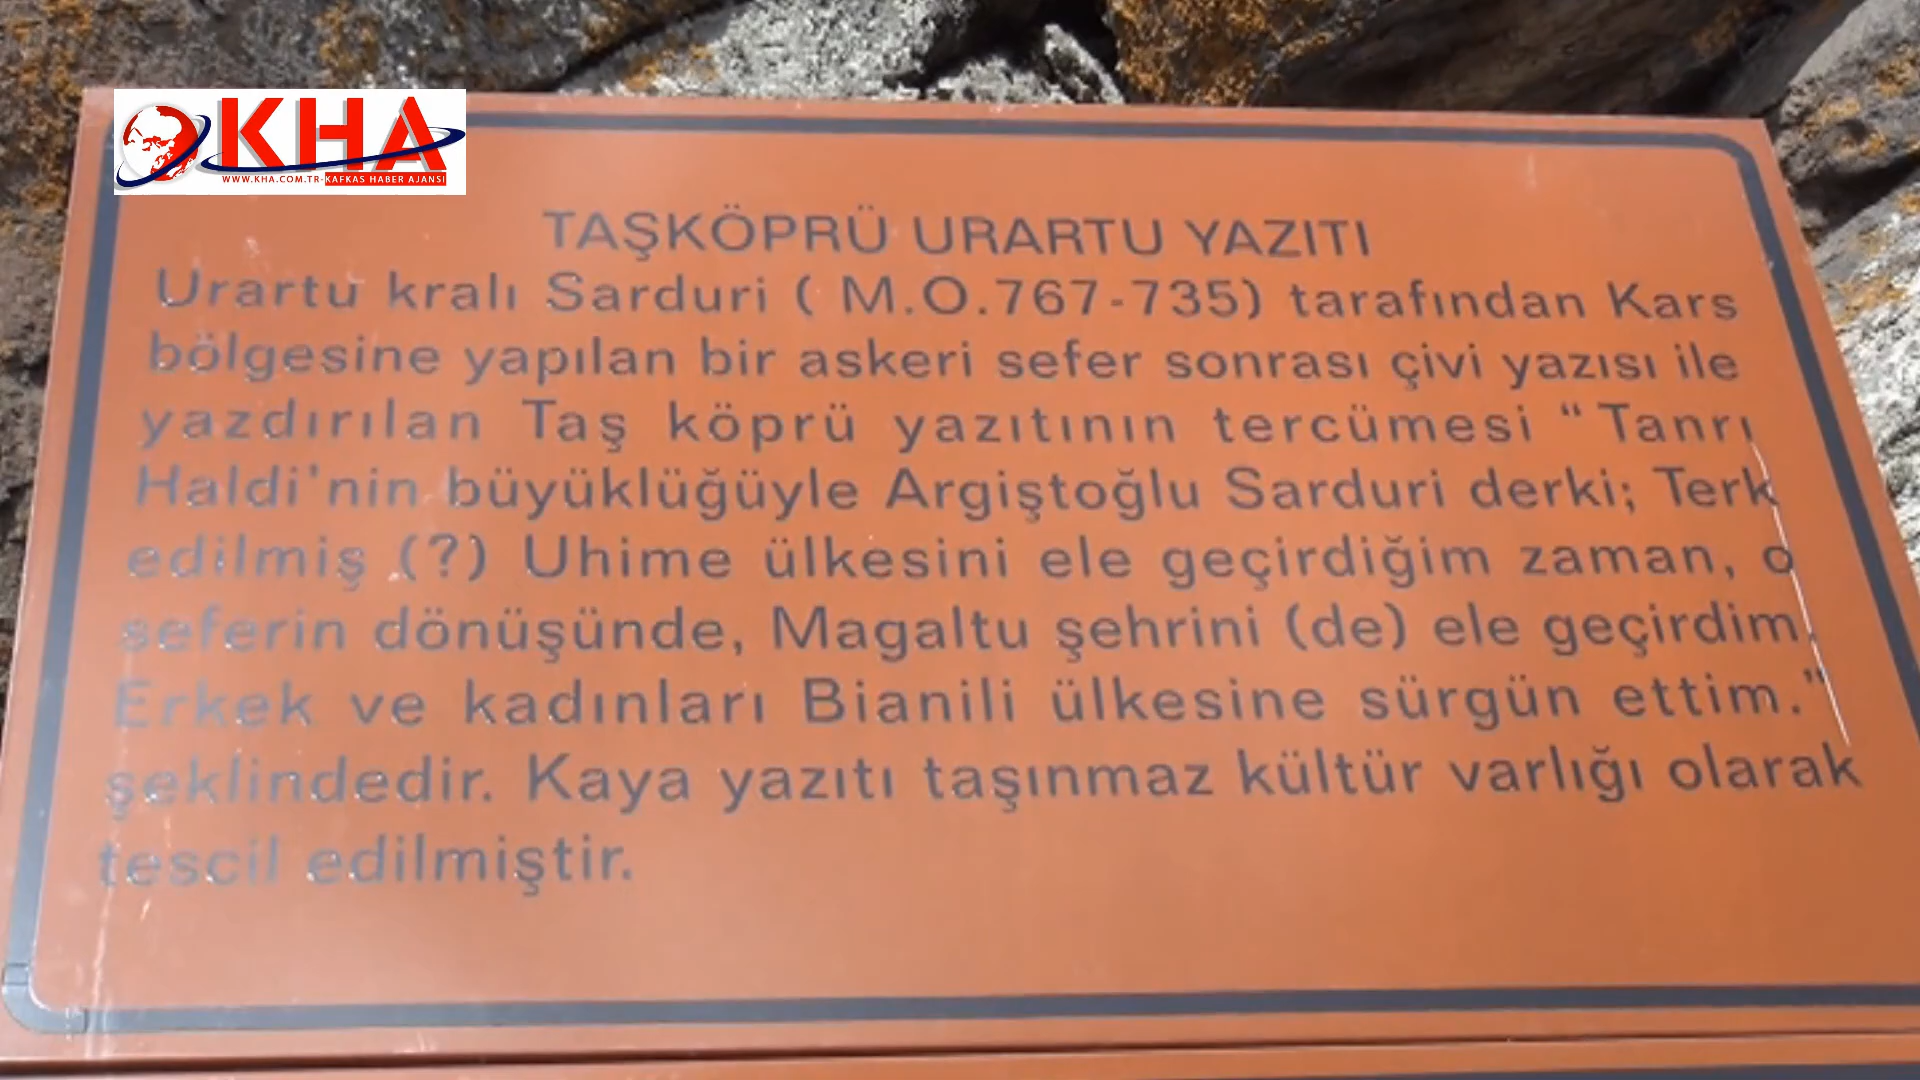 KHA
WWW.KHA.COM.TR-KAFKAS HABER AJANSI
TAŞKÖPRÜ URARTU YAZITI
Urartu kralı Sarduri ( M.O.767-735) tarafından Kars
bölgesine yapılan bir askeri sefer sonrası çivi yazısı ile
yazdırılan Taş köprü yazıtının tercümesi “ Tanrı
Haldi'nin büyüklüğüyle Argiştoğlu Sarduri derki; Terk
edilmiş (?) Uhime ülkesini ele geçirdiğim zaman, o
seferin dönüşünde, Magaltu şehrini (de) ele geçirdim,
Erkek ve kadınları Bianili ülkesine sürgün ettim.”
şeklindedir. Kaya yazıtı taşınmaz kültür varlığı olarak
tescil edilmiştir.